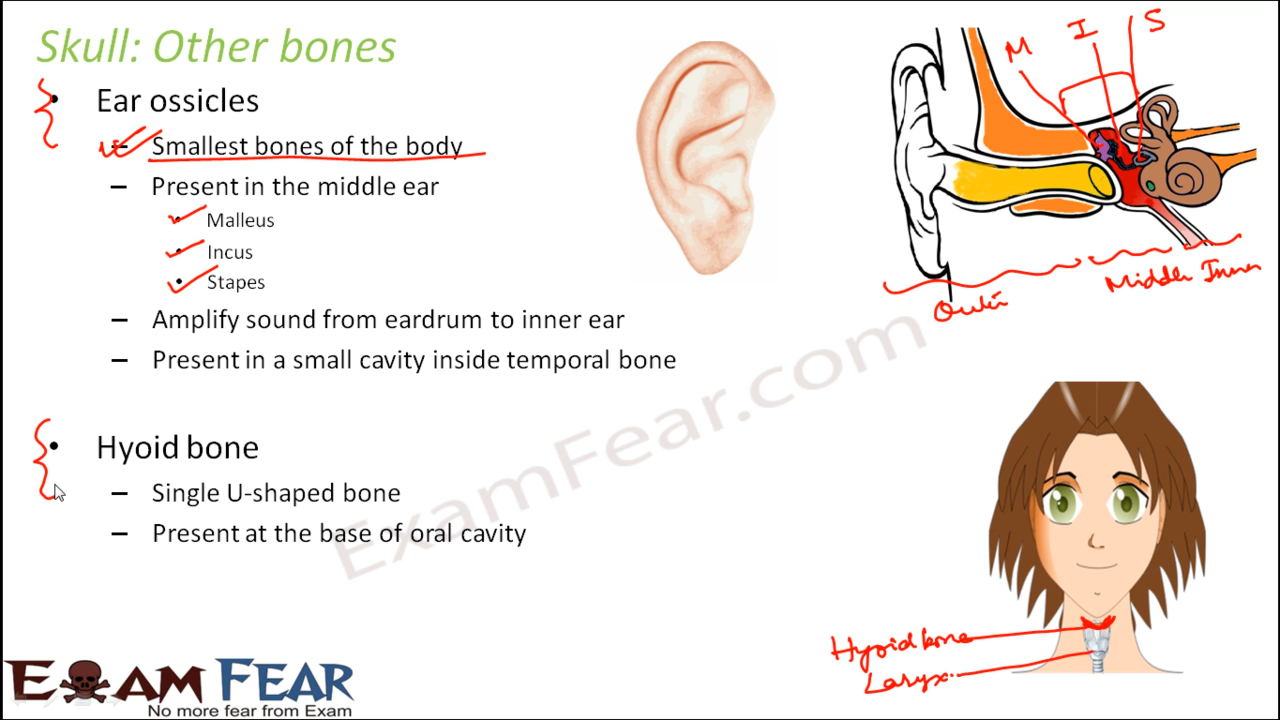 Skull: Other bones
• Ear ossicles
– Smallest bones of the body
– Present in the middle ear
• Malleus
• Incus
• Stapes
– Amplify sound from eardrum to inner ear
– Present in a small cavity inside temporal bone
• Hyoid bone
– Single U-shaped bone
– Present at the base of oral cavity
M I S
Middle Inner
Hyoid bone
Laryx
ExamFear.com
EXAM FEAR
No more fear from Exam